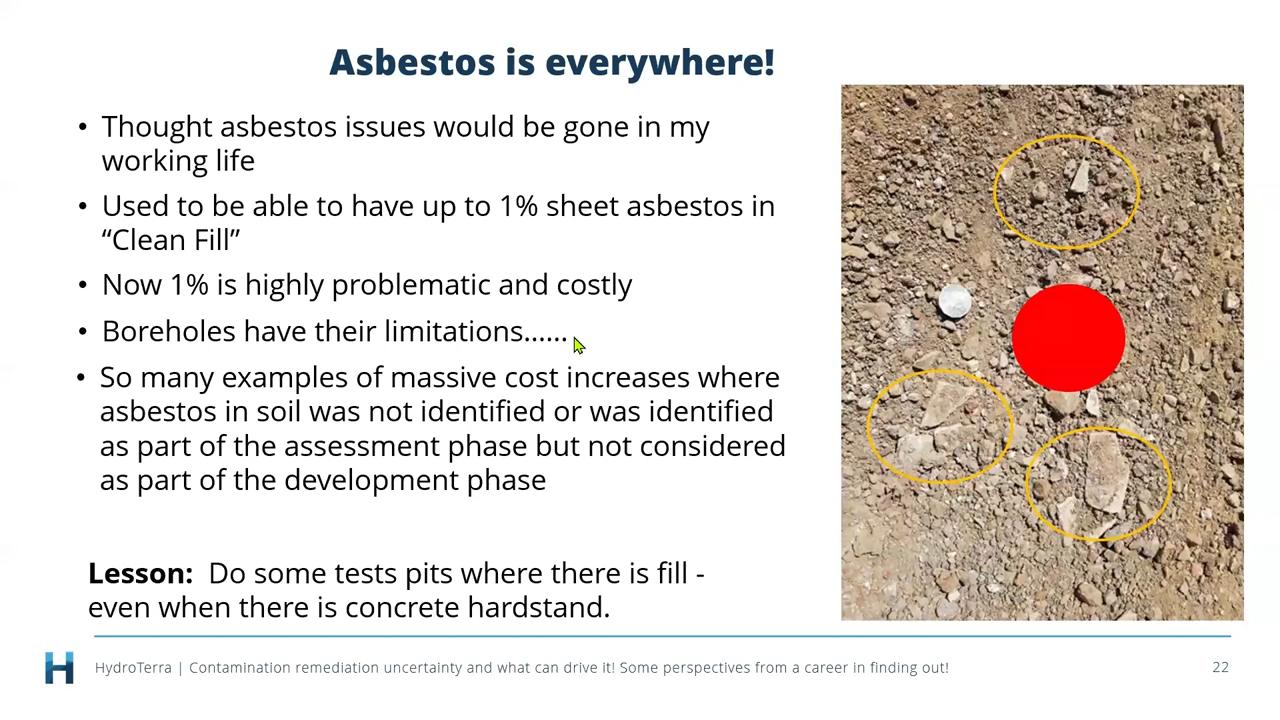 Asbestos is everywhere!
• Thought asbestos issues would be gone in my
working life
• Used to be able to have up to 1% sheet asbestos in
“Clean Fill”
• Now 1% is highly problematic and costly
• Boreholes have their limitations......
• So many examples of massive cost increases where
asbestos in soil was not identified or was identified
as part of the assessment phase but not considered
as part of the development phase
Lesson: Do some tests pits where there is fill -
even when there is concrete hardstand.
HydroTerra | Contamination remediation uncertainty and what can drive it! Some perspectives from a career in finding out! 22